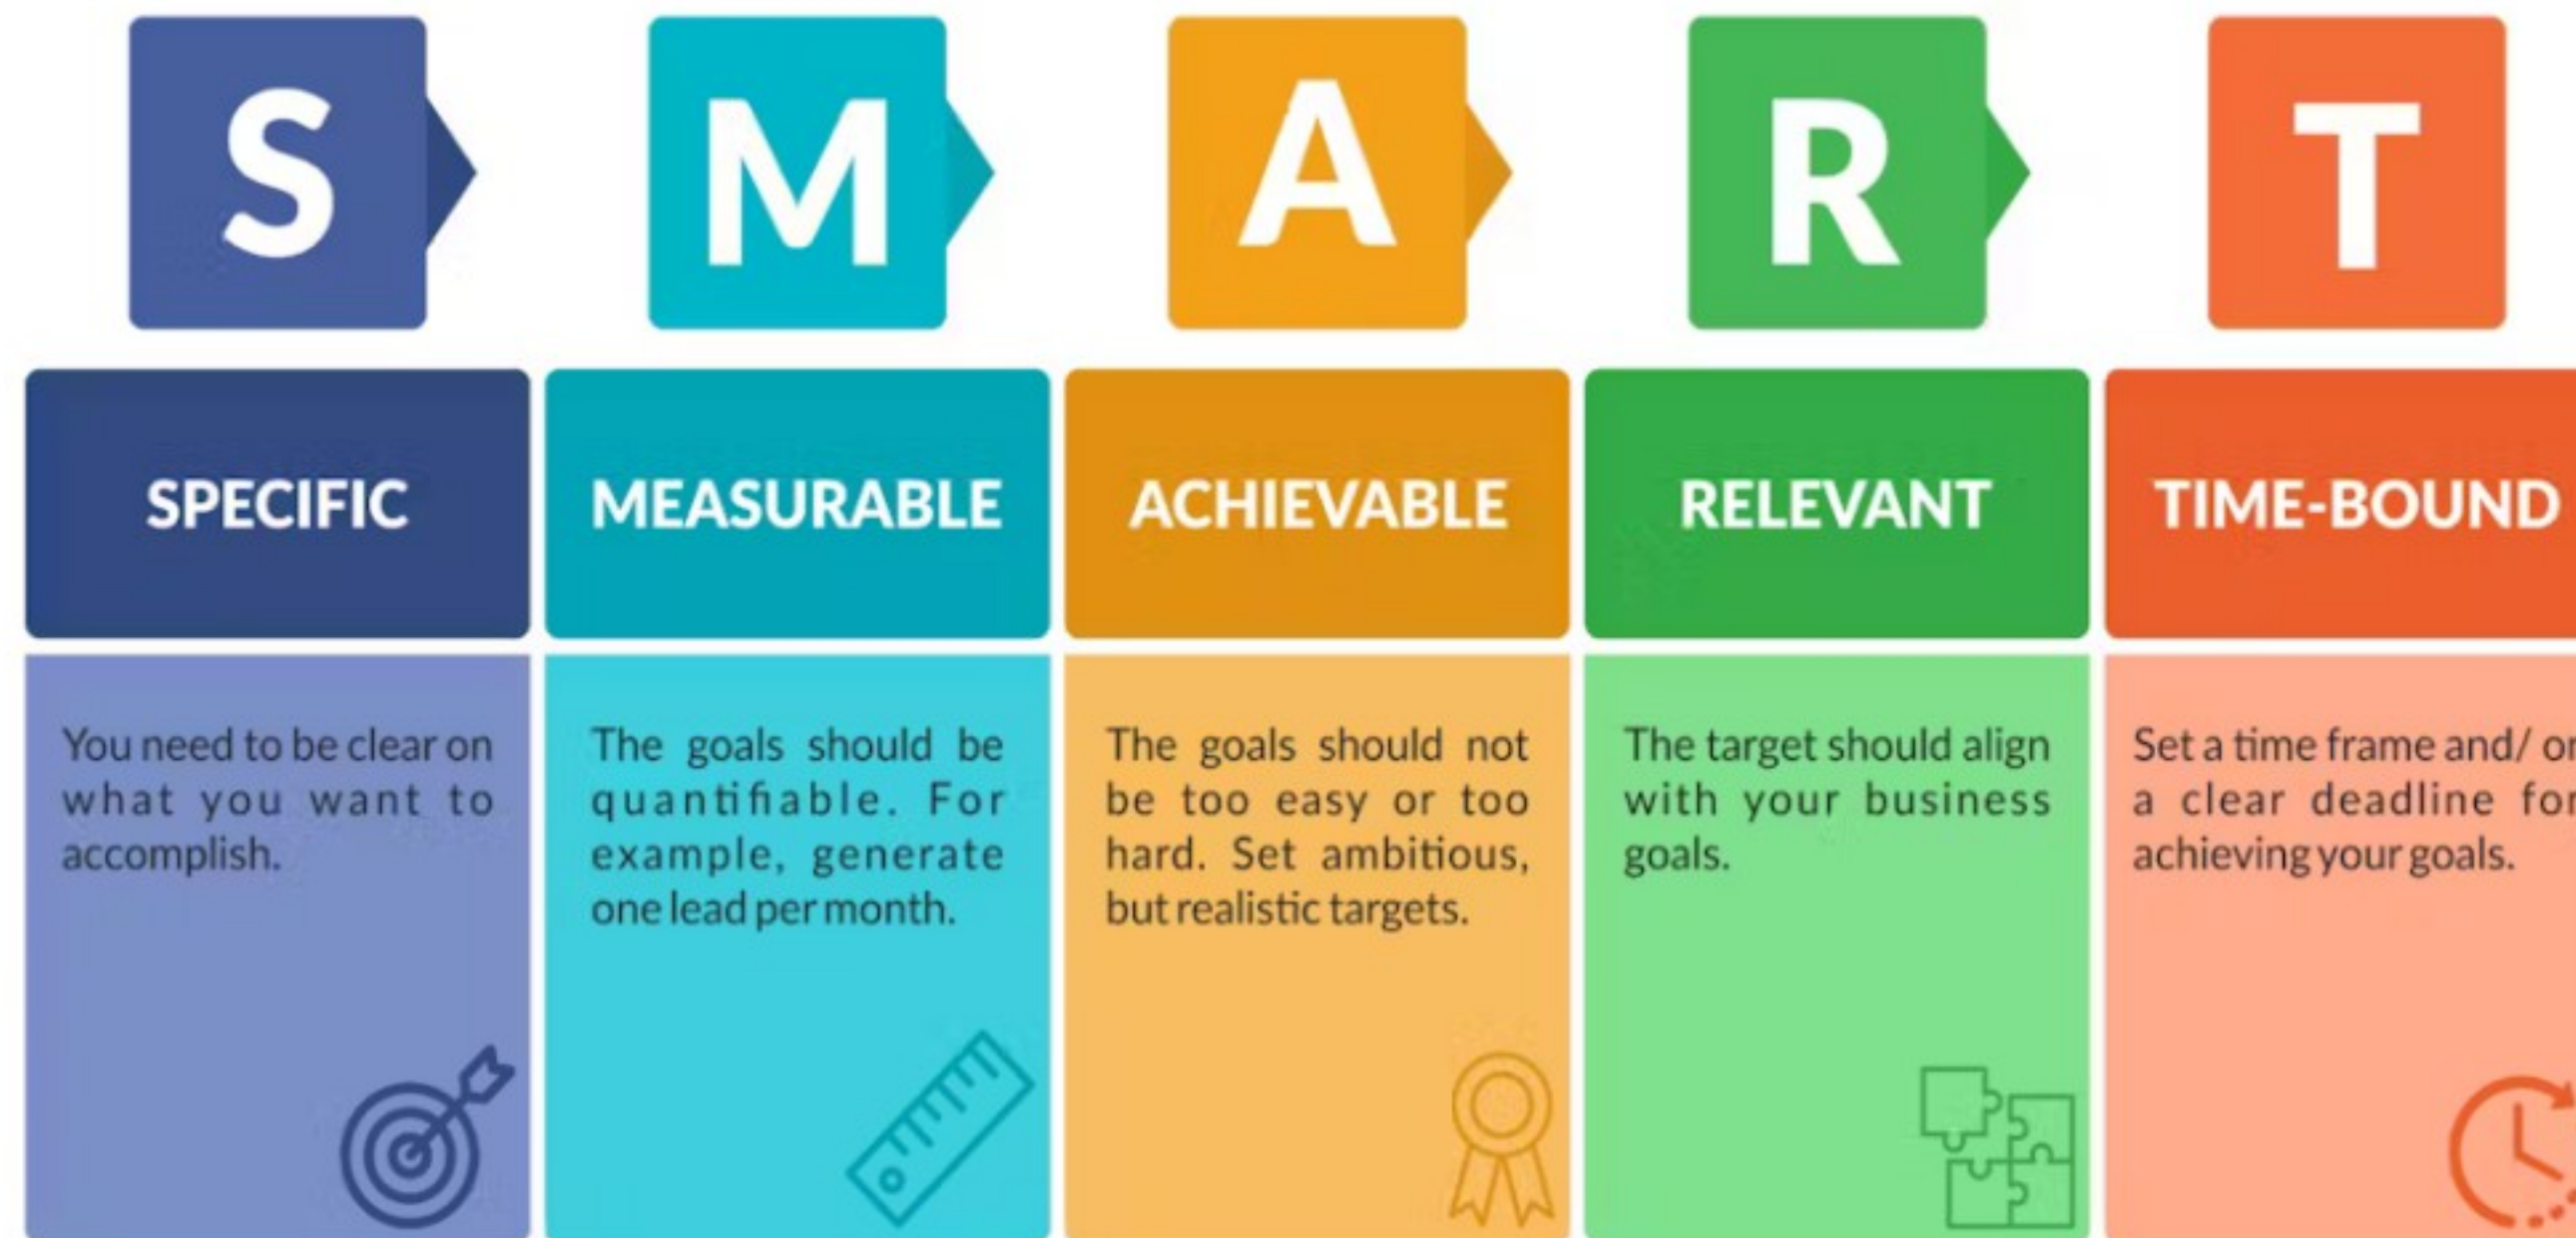 S M A R T
SPECIFIC
MEASURABLE
ACHIEVABLE
RELEVANT
TIME-BOUND
You need to be clear on
what you want to
accomplish.
The goals should be
quantifiable. For
example, generate
one lead per month.
The goals should not
be too easy or too
hard. Set ambitious,
but realistic targets.
The target should align
with your business
goals.
Set a time frame and/ or
a clear deadline for
achieving your goals.